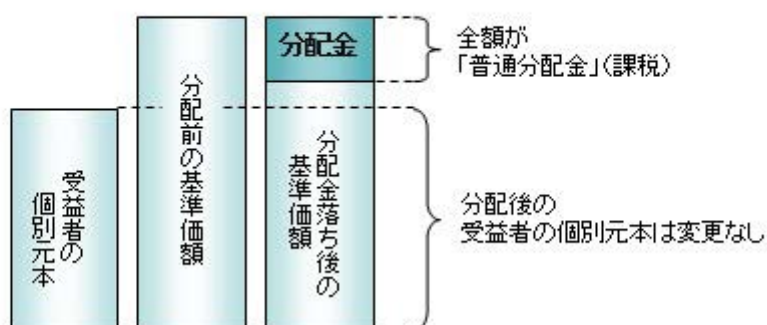 受益者の
個別元本
分配前の基準価額
分配金
分配金落ち後の
基準価額
全額が
「普通分配金」(課税)
分配後の
受益者の個別元本は変更なし